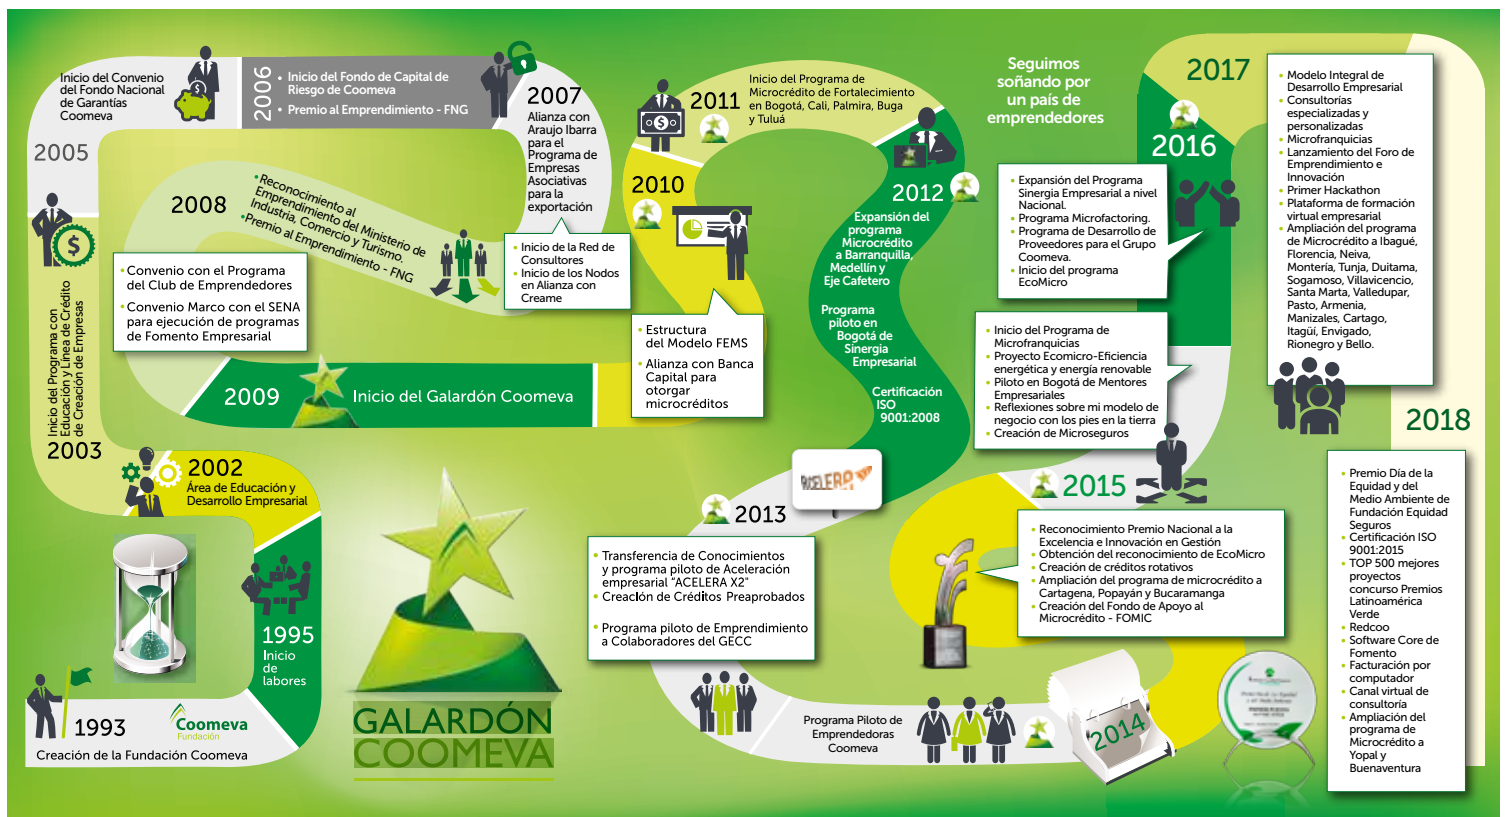 1993
Coomeva
Fundación
Creación de la Fundación Coomeva
1995
Inicio
de
labores
2002
Área de Educación y
Desarrollo Empresarial
2003
Inicio del Programa con
Educación y Línea de Crédito
de Creación de Empresas
2005
Inicio del Convenio
del Fondo Nacional
de Garantías
Coomeva
2006
• Inicio del Fondo de Capital de
Riesgo de Coomeva
• Premio al Emprendimiento - FNG
2007
Alianza con
Araujo Ibarra
para el
Programa de
Empresas
Asociativas
para la
exportación
• Inicio de la Red de
Consultores
• Inicio de los Nodos
en Alianza con
Creame
2008
• Reconocimiento al
Emprendimiento del Ministerio de
Industria, Comercio y Turismo.
• Premio al Emprendimiento - FNG
• Convenio con el Programa
del Club de Emprendedores
• Convenio Marco con el SENA
para ejecución de programas
de Fomento Empresarial
2009
Inicio del Galardón Coomeva
GALARDÓN
COOMEVA
2010
• Estructura
del Modelo FEMS
• Alianza con Banca
Capital para
otorgar
microcréditos
2011
Inicio del Programa de
Microcrédito de Fortalecimiento
en Bogotá, Cali, Palmira, Buga
y Tuluá
2012
Expansión del
programa
Microcrédito
a Barranquilla,
Medellín y
Eje Cafetero
Programa
piloto en
Bogotá de
Sinergia
Empresarial
Certificación
ISO
9001:2008
ACELERA
2013
• Transferencia de Conocimientos
y programa piloto de Aceleración
empresarial "ACELERA X2"
• Creación de Créditos Preaprobados
• Programa piloto de Emprendimiento
a Colaboradores del GECC
Programa Piloto de
Emprendedoras
Coomeva
2014
2015
• Reconocimiento Premio Nacional a la
Excelencia e Innovación en Gestión
• Obtención del reconocimiento de EcoMicro
• Creación de créditos rotativos
• Ampliación del programa de microcrédito a
Cartagena, Popayán y Bucaramanga
• Creación del Fondo de Apoyo al
Microcrédito - FOMIC
• Inicio del Programa de
Microfranquicias
• Proyecto Ecomicro-Eficiencia
energética y energía renovable
• Piloto en Bogotá de Mentores
Empresariales
• Reflexiones sobre mi modelo de
negocio con los pies en la tierra
• Creación de Microseguros
Seguimos
soñando por
un país de
emprendedores
2016
• Expansión del Programa
Sinergia Empresarial a nivel
Nacional.
• Programa Microfactoring.
• Programa de Desarrollo de
Proveedores para el Grupo
Coomeva.
• Inicio del programa
EcoMicro
2017
• Modelo Integral de
Desarrollo Empresarial
• Consultorías
especializadas y
personalizadas
• Microfranquicias
• Lanzamiento del Foro de
Emprendimiento e
Innovación
• Primer Hackathon
• Plataforma de formación
virtual empresarial
• Ampliación del programa
de Microcrédito a Ibagué,
Florencia, Neiva,
Montería, Tunja, Duitama,
Sogamoso, Villavicencio,
Santa Marta, Valledupar,
Pasto, Armenia,
Manizales, Cartago,
Itagüí, Envigado,
Rionegro y Bello.
2018
• Premio Día de la
Equidad y del
Medio Ambiente de
Fundación Equidad
Seguros
• Certificación ISO
9001:2015
• TOP 500 mejores
proyectos
concurso Premios
Latinoamérica
Verde
• Redcoo
• Software Core de
Fomento
• Facturación por
computador
• Canal virtual de
consultoría
• Ampliación del
programa de
Microcrédito a
Yopal y
Buenaventura